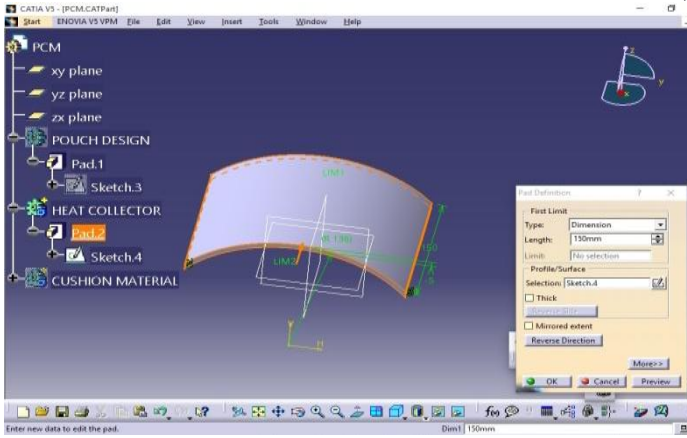 CATIA V5 - [PCM.CATPart]
Start ENOVIA V5 VPM File Edit View Insert Tools Window Help
PCM
xy plane
yz plane
zx plane
POUCH DESIGN
Pad.1
Sketch.3
HEAT COLLECTOR
Pad.2
Sketch.4
CUSHION MATERIAL
z
y
x
LIM1
R 136
150
LIM2
5
V
H
Pad Definition ? ×
First Limit
Type: Dimension
Length: 150mm
Limit: No selection
Profile/Surface
Selection: Sketch.4
Thick
Mirrored extent
Reverse Direction
More>>
OK Cancel Preview
f(x)
Enter new data to edit the pad. Dim1 150mm